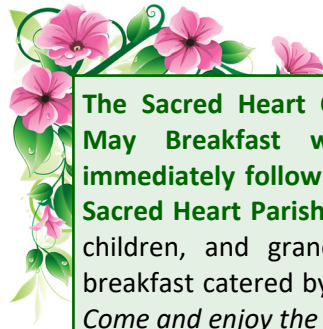 The Sacred Heart
May Breakfast
immediately follow
Sacred Heart Parish
children, and gran
breakfast catered by
Come and enjoy the